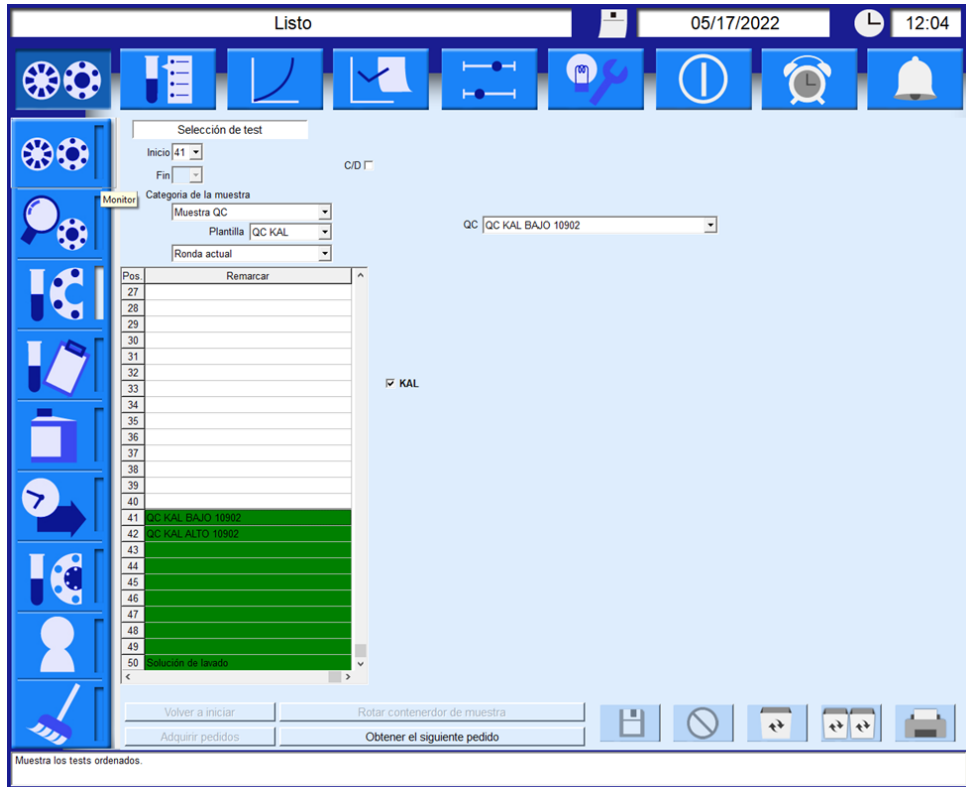 Listo
05/17/2022
12:04
Selección de test
Inicio 41
C/D
Fin
Monitor
Categoria de la muestra
Muestra QC
QC QC KAL BAJO 10902
Plantilla QC KAL
Ronda actual
Pos. Remarcar
27
28
29
30
31
32
33
KAL
34
35
36
37
38
39
40
41 QC KAL BAJO 10902
42 QC KAL ALTO 10902
43
44
45
46
47
48
49
50 Solución de lavado
Volver a iniciar
Rotar contenerdor de muestra
Adquirir pedidos
Obtener el siguiente pedido
Muestra los tests ordenados.